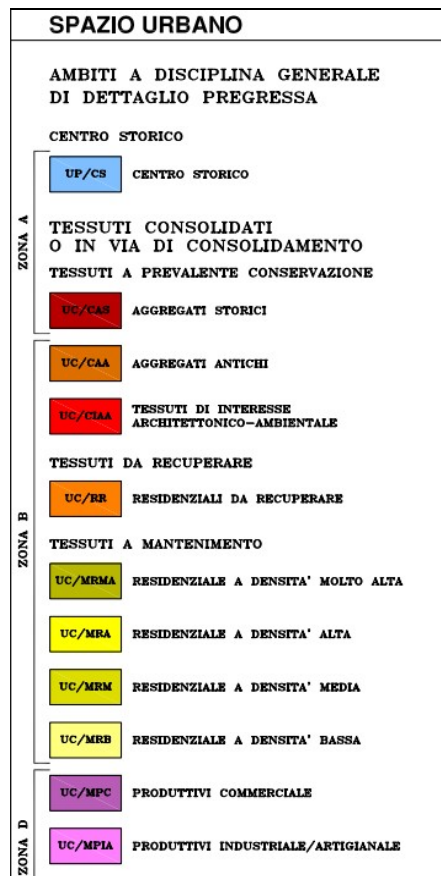 SPAZIO URBANO
AMBITI A DISCIPLINA GENERALE
DI DETTAGLIO PREGRESSA
CENTRO STORICO
ZONA A
UP/CS CENTRO STORICO
TESSUTI CONSOLIDATI
O IN VIA DI CONSOLIDAMENTO
TESSUTI A PREVALENTE CONSERVAZIONE
UC/CAS AGGREGATI STORICI
ZONA B
UC/CAA AGGREGATI ANTICHI
UC/CIAA TESSUTI DI INTERESSE
ARCHITETTONICO-AMBIENTALE
TESSUTI DA RECUPERARE
UC/RR RESIDENZIALI DA RECUPERARE
TESSUTI A MANTENIMENTO
UC/MRMA RESIDENZIALE A DENSITA' MOLTO ALTA
UC/MRA RESIDENZIALE A DENSITA' ALTA
UC/MRM RESIDENZIALE A DENSITA' MEDIA
UC/MRB RESIDENZIALE A DENSITA' BASSA
ZONA D
UC/MPC PRODUTTIVI COMMERCIALE
UC/MPIA PRODUTTIVI INDUSTRIALE/ARTIGIANALE